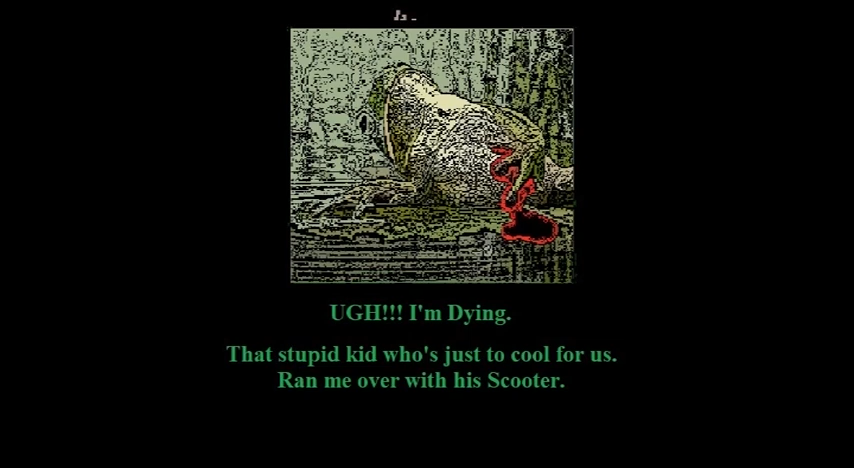 UGH!!! I'm Dying.
That stupid kid who's just to cool for us.
Ran me over with his Scooter.